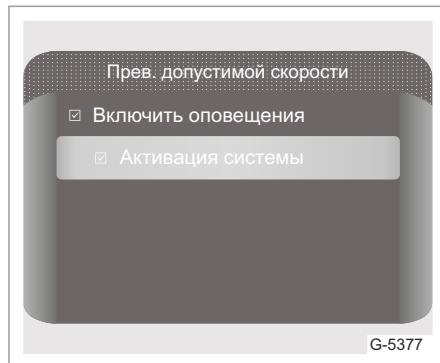 Прев. допустимой скорости
Включить оповещения
Активация системы
G-5377